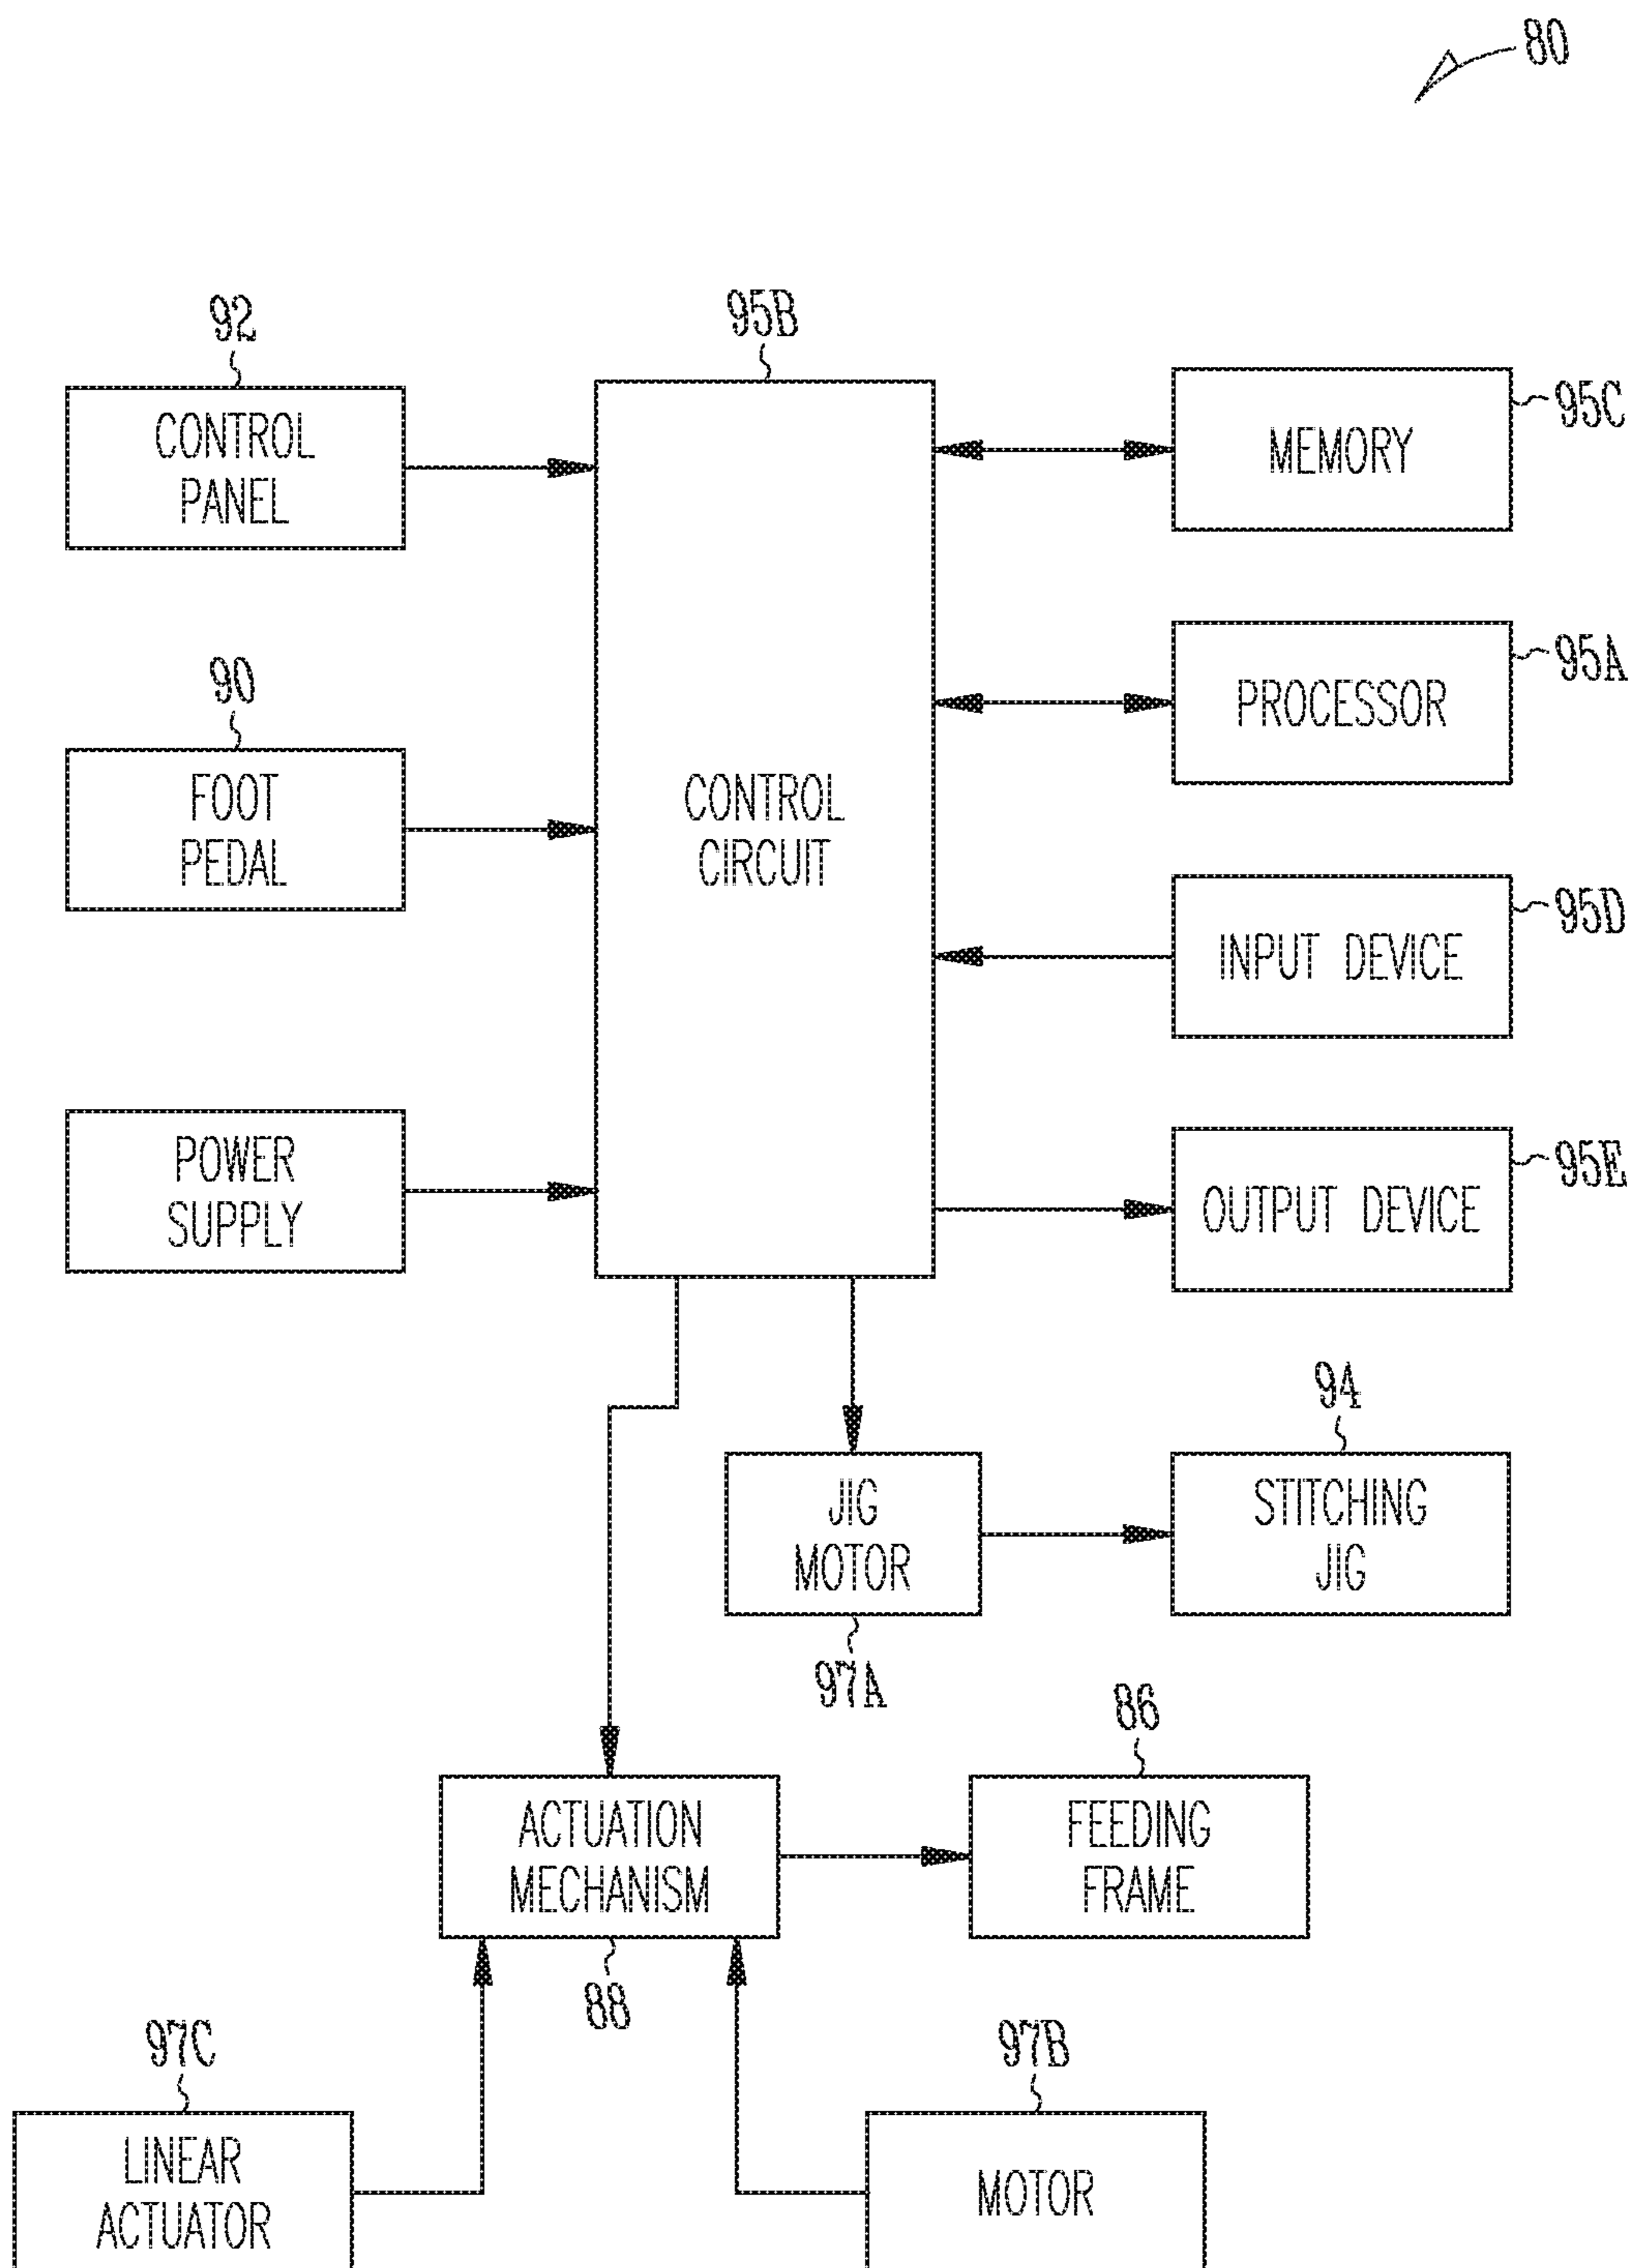 80
92
CONTROL
PANEL
95B
CONTROL
CIRCUIT
95C
MEMORY
90
FOOT
PEDAL
95A
PROCESSOR
95D
INPUT DEVICE
POWER
SUPPLY
95E
OUTPUT DEVICE
JIG
MOTOR
97A
94
STITCHING
JIG
ACTUATION
MECHANISM
88
86
FEEDING
FRAME
97C
LINEAR
ACTUATOR
97B
MOTOR